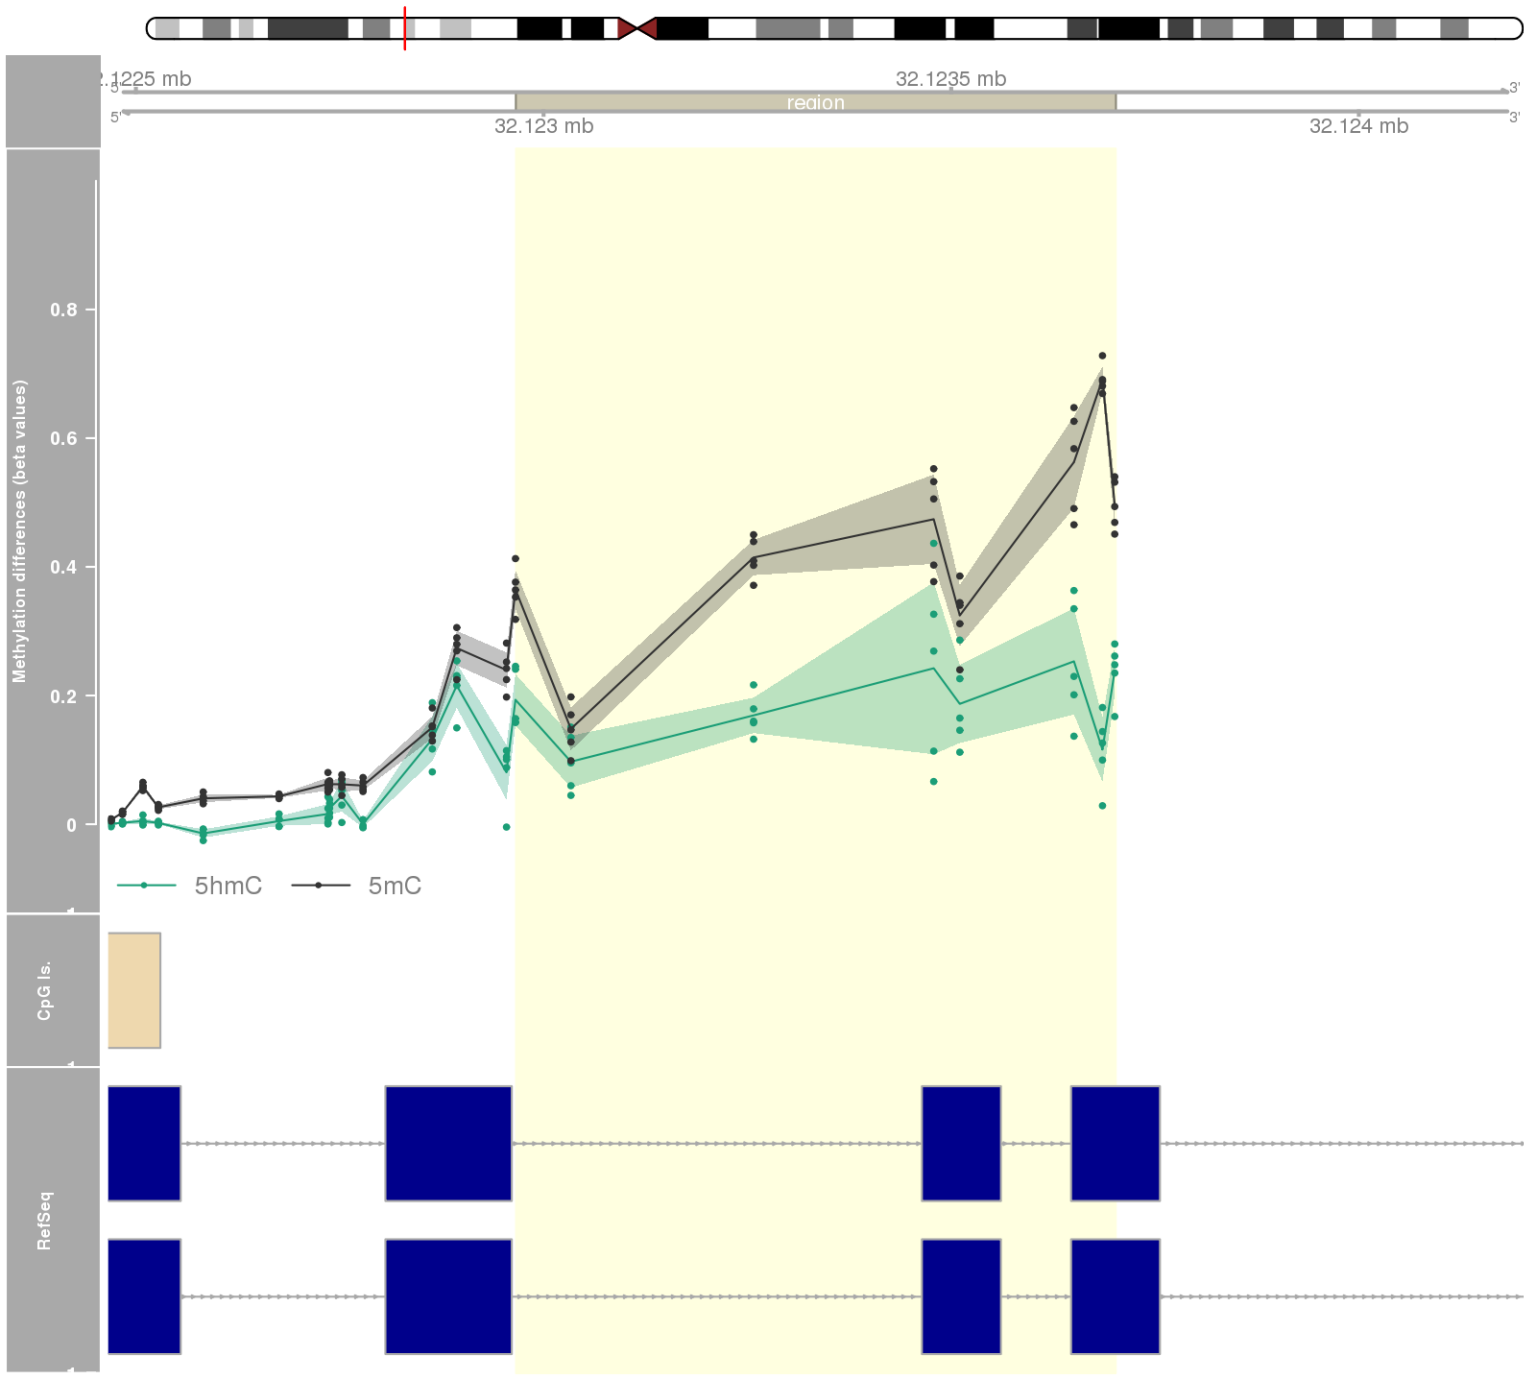 2.1225 mb
32.1235 mb
5'
3'
region
5'
3'
32.123 mb
32.124 mb
Methylation differences (beta values)
0.8
0.6
0.4
0.2
0
5hmC
5mC
CpG Is.
RefSeq